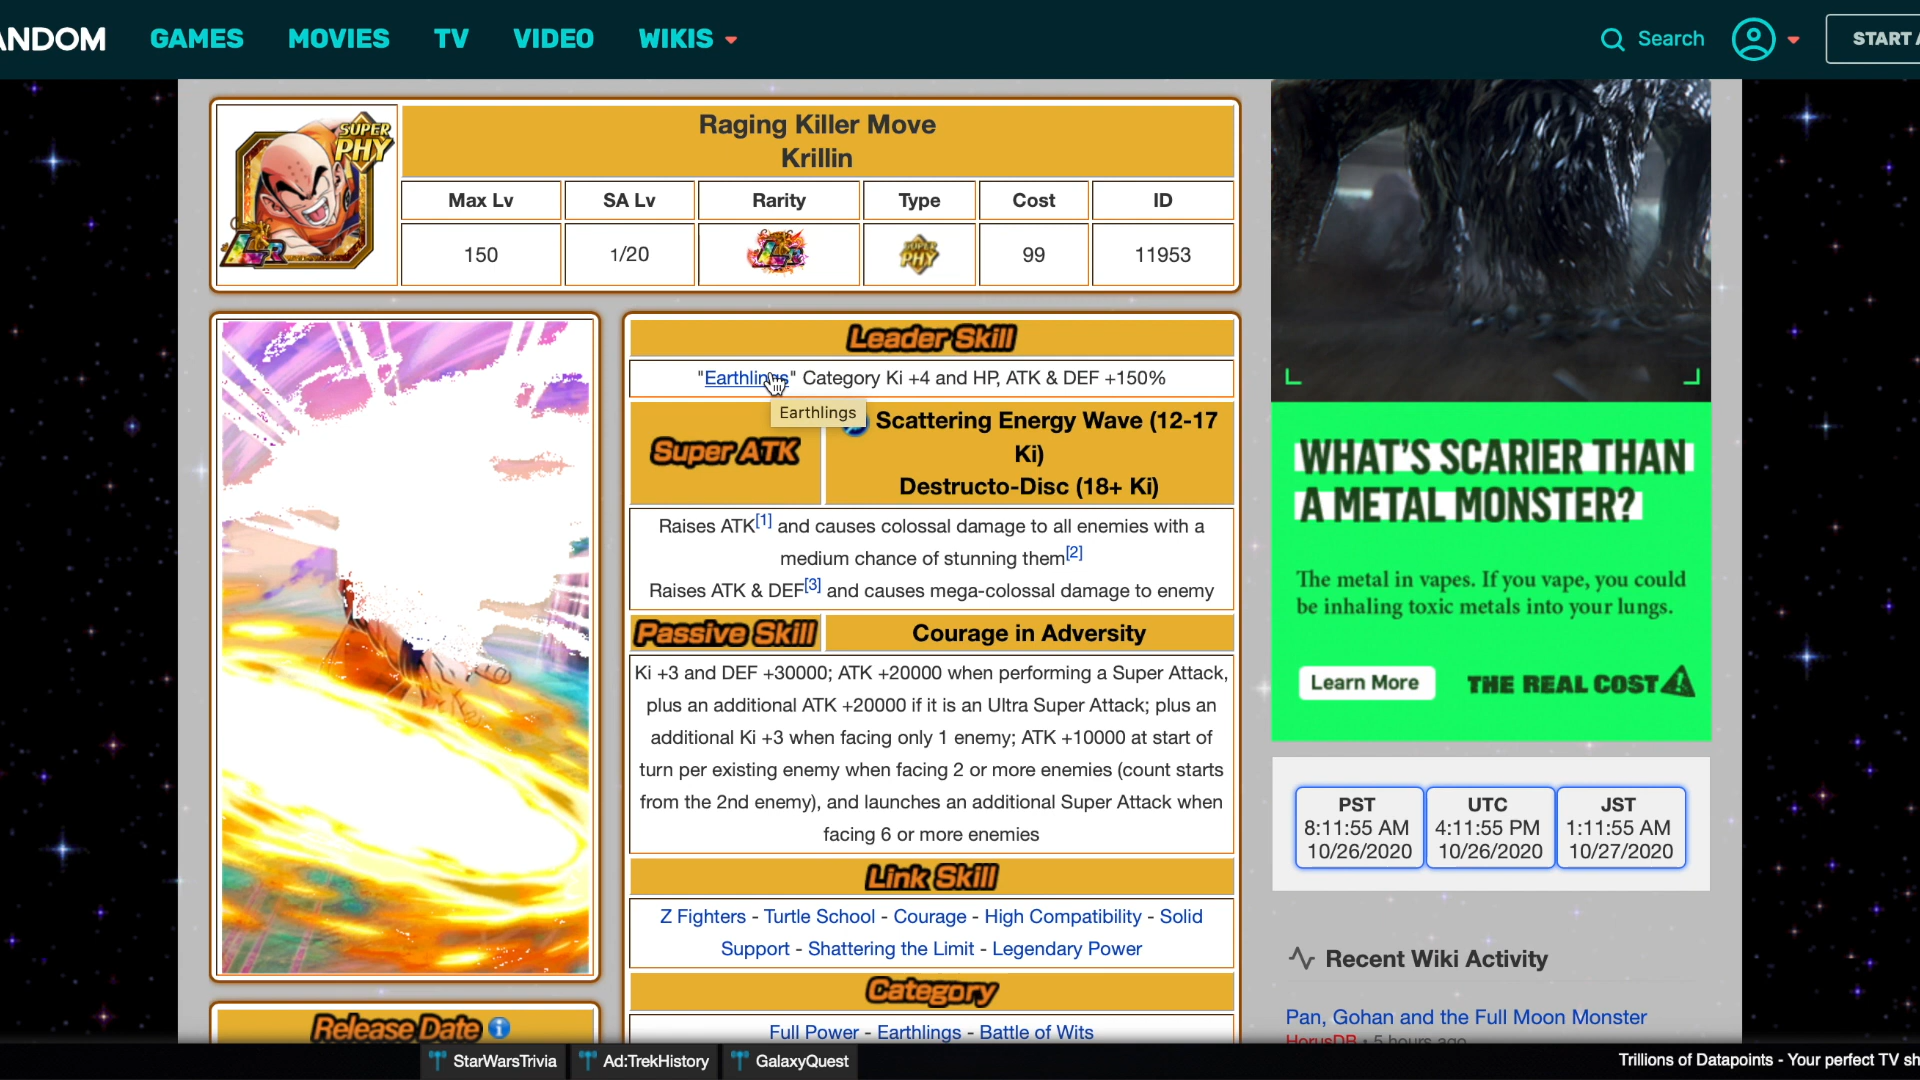 ANDOM
GAMES
MOVIES
TV
VIDEO
WIKIS
Search
START A
SUPER
PHY
LR
Raging Killer Move
Krillin
Max Lv
SA Lv
Rarity
Type
Cost
ID
150
1/20
LR
SUPER
PHY
99
11953
Leader Skill
"Earthlings" Category Ki +4 and HP, ATK & DEF +150%
Earthlings
Super ATK
Scattering Energy Wave (12-17
Ki)
Destructo-Disc (18+ Ki)
Raises ATK[1] and causes colossal damage to all enemies with a
medium chance of stunning them[2]
Raises ATK & DEF[3] and causes mega-colossal damage to enemy
Passive Skill
Courage in Adversity
Ki +3 and DEF +30000; ATK +20000 when performing a Super Attack,
plus an additional ATK +20000 if it is an Ultra Super Attack; plus an
additional Ki +3 when facing only 1 enemy; ATK +10000 at start of
turn per existing enemy when facing 2 or more enemies (count starts
from the 2nd enemy), and launches an additional Super Attack when
facing 6 or more enemies
Link Skill
Z Fighters - Turtle School - Courage - High Compatibility - Solid
Support - Shattering the Limit - Legendary Power
Category
Full Power - Earthlings - Battle of Wits
Release Date
WHAT'S SCARIER THAN
A METAL MONSTER?
The metal in vapes. If you vape, you could
be inhaling toxic metals into your lungs.
Learn More
THE REAL COST
PST
8:11:55 AM
10/26/2020
UTC
4:11:55 PM
10/26/2020
JST
1:11:55 AM
10/27/2020
Recent Wiki Activity
Pan, Gohan and the Full Moon Monster
HorusDB • 5 hours ago
StarWarsTrivia
Ad:TrekHistory
GalaxyQuest
Trillions of Datapoints - Your perfect TV sh